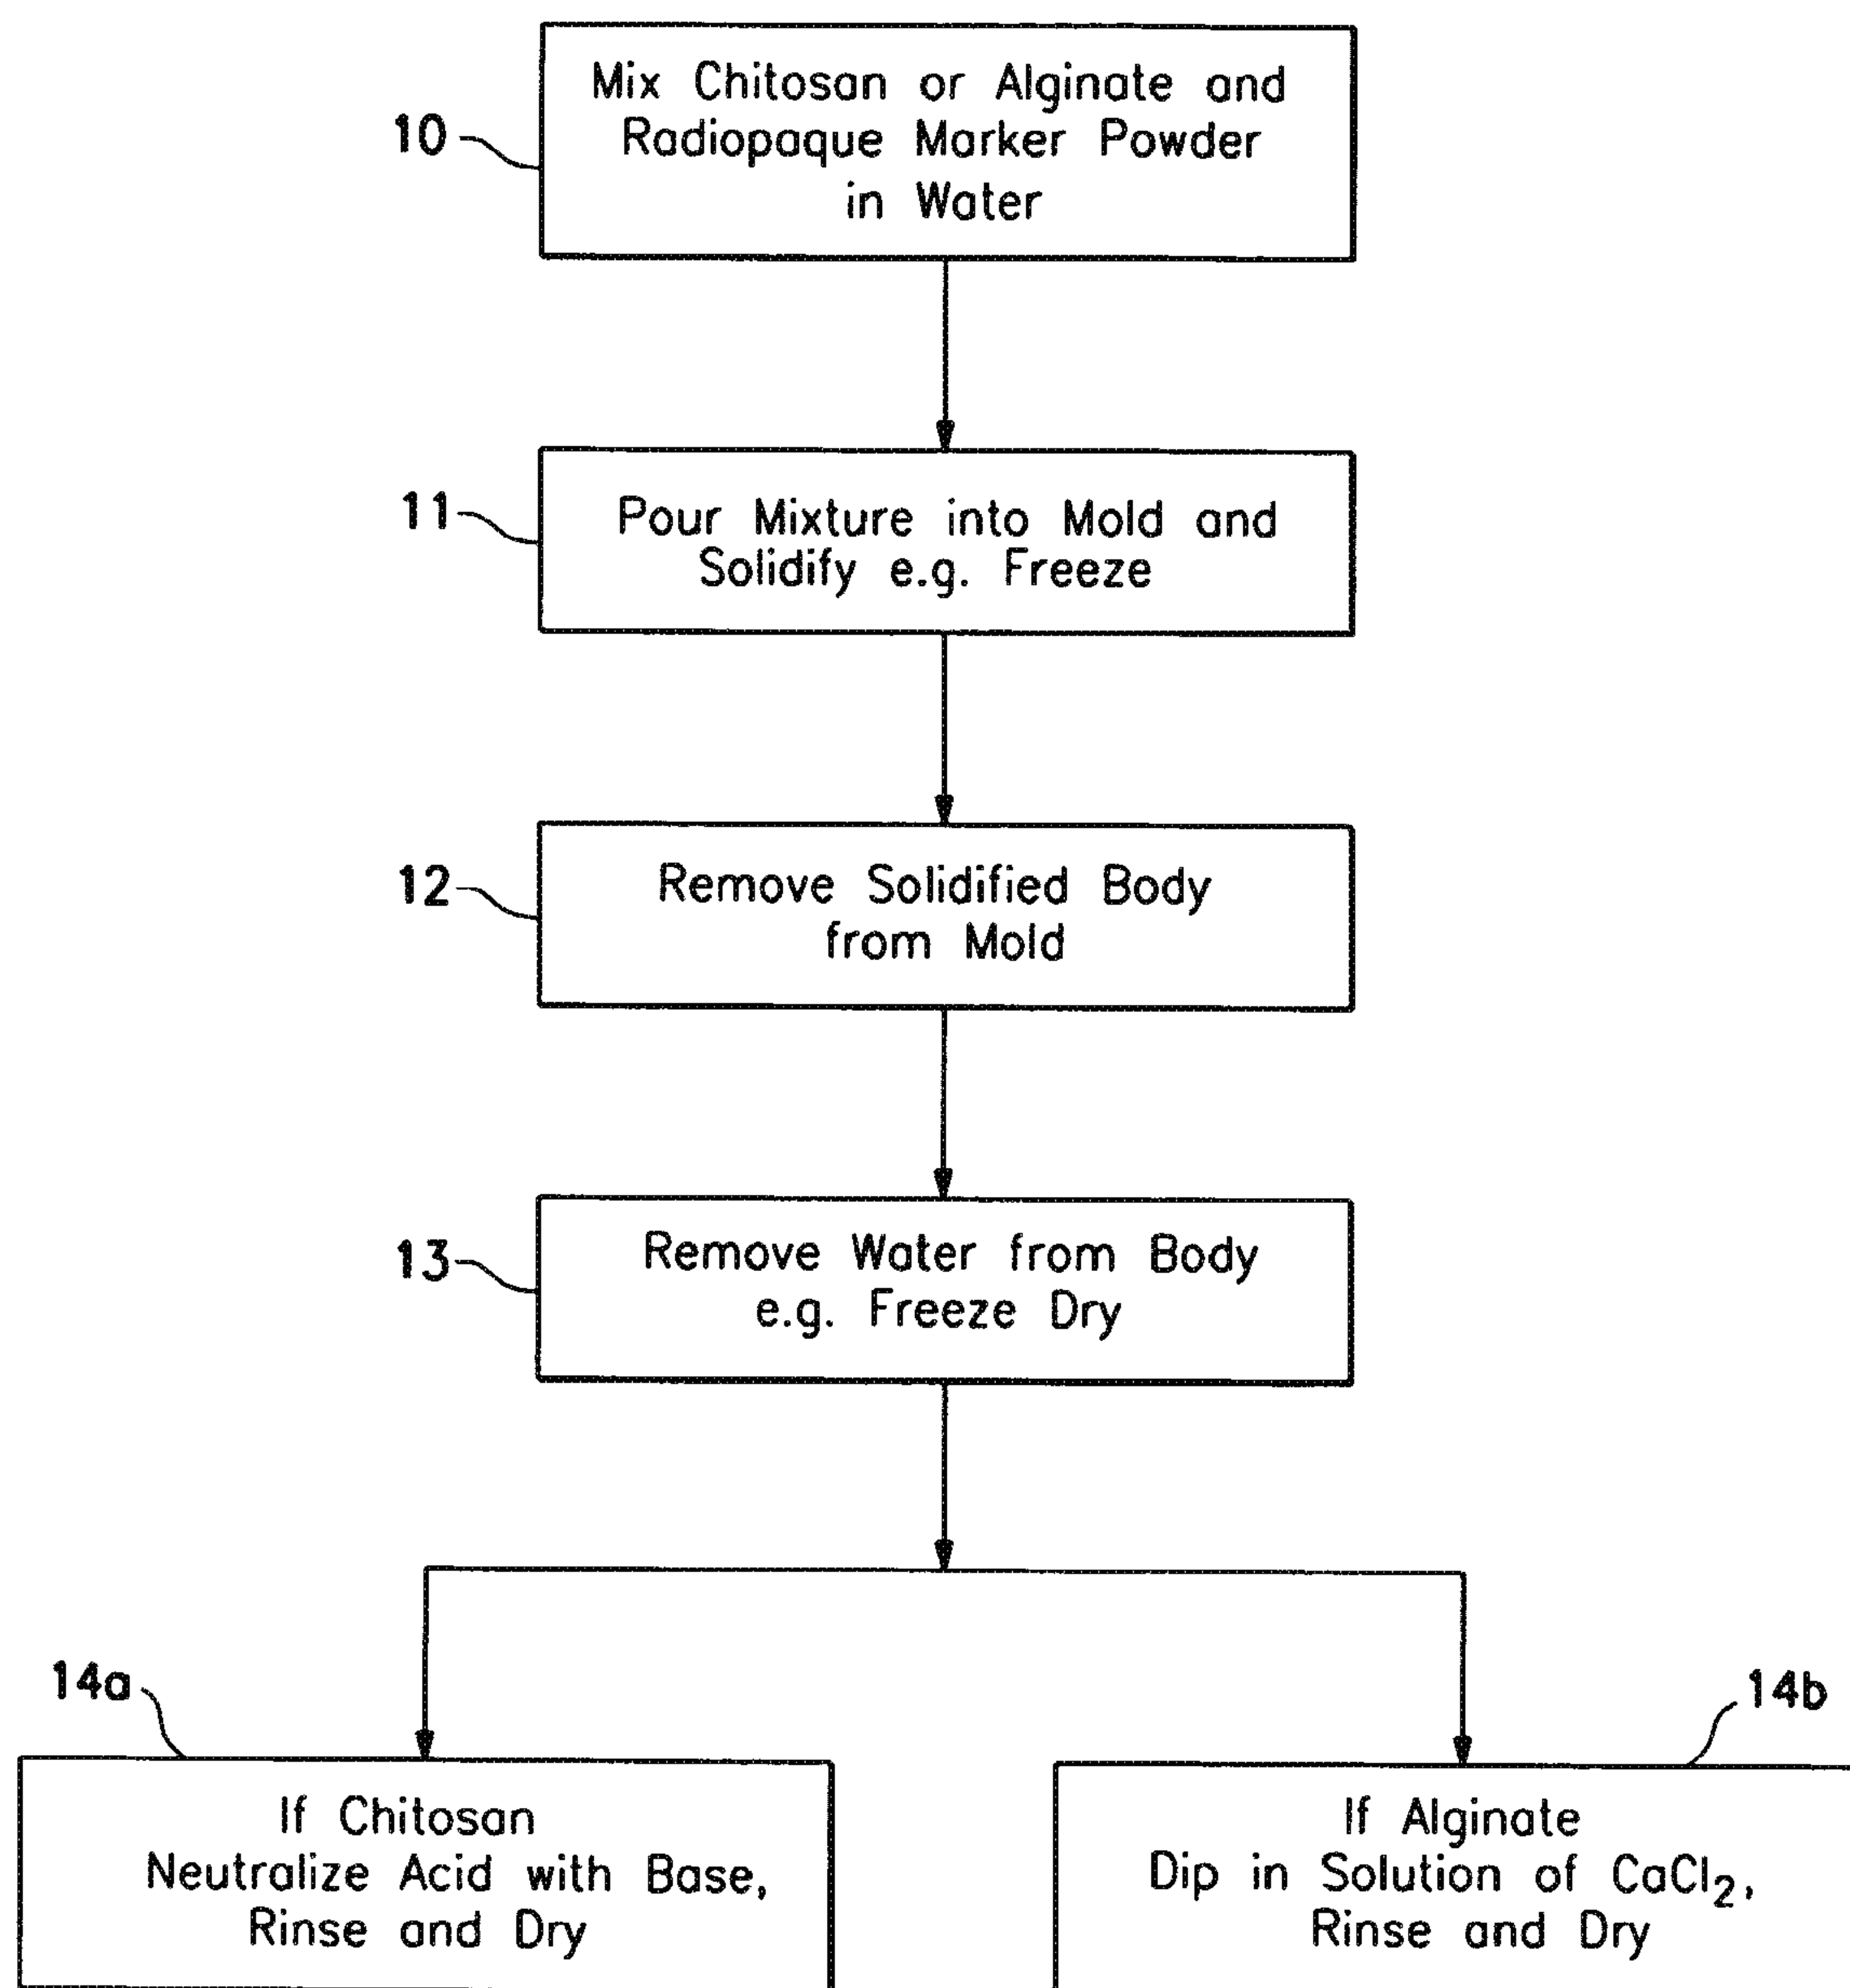 10
Mix Chitosan or Alginate and
Radiopaque Marker Powder
in Water
11
Pour Mixture into Mold and
Solidify e.g. Freeze
12
Remove Solidified Body
from Mold
13
Remove Water from Body
e.g. Freeze Dry
14a
If Chitosan
Neutralize Acid with Base,
Rinse and Dry
14b
If Alginate
Dip in Solution of CaCl₂,
Rinse and Dry